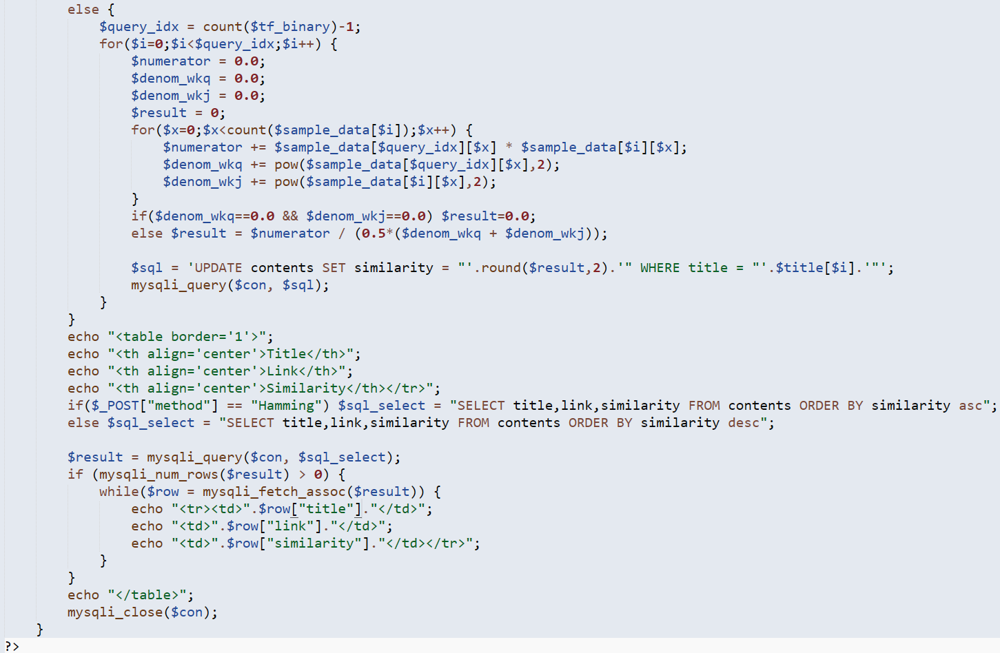 else {
$query_idx = count($tf_binary)-1;
for($i=0;$i<$query_idx;$i++) {
$numerator = 0.0;
$denom_wkq = 0.0;
$denom_wkj = 0.0;
$result = 0;
for($x=0;$x<count($sample_data[$i]);$x++) {
$numerator += $sample_data[$query_idx][$x] * $sample_data[$i][$x];
$denom_wkq += pow($sample_data[$query_idx][$x],2);
$denom_wkj += pow($sample_data[$i][$x],2);
}
if($denom_wkq==0.0 && $denom_wkj==0.0) $result=0.0;
else $result = $numerator / (0.5*($denom_wkq + $denom_wkj));
$sql = 'UPDATE contents SET similarity = "'.round($result,2).'" WHERE title = "'.$title[$i].'"';
mysqli_query($con, $sql);
}
}
echo "<table border='1'>";
echo "<th align='center'>Title</th>";
echo "<th align='center'>Link</th>";
echo "<th align='center'>Similarity</th></tr>";
if($_POST["method"] == "Hamming") $sql_select = "SELECT title,link,similarity FROM contents ORDER BY similarity asc";
else $sql_select = "SELECT title,link,similarity FROM contents ORDER BY similarity desc";
$result = mysqli_query($con, $sql_select);
if (mysqli_num_rows($result) > 0) {
while($row = mysqli_fetch_assoc($result)) {
echo "<tr><td>".$row["title"]."</td>";
echo "<td>".$row["link"]."</td>";
echo "<td>".$row["similarity"]."</td></tr>";
}
}
echo "</table>";
mysqli_close($con);
}
?>